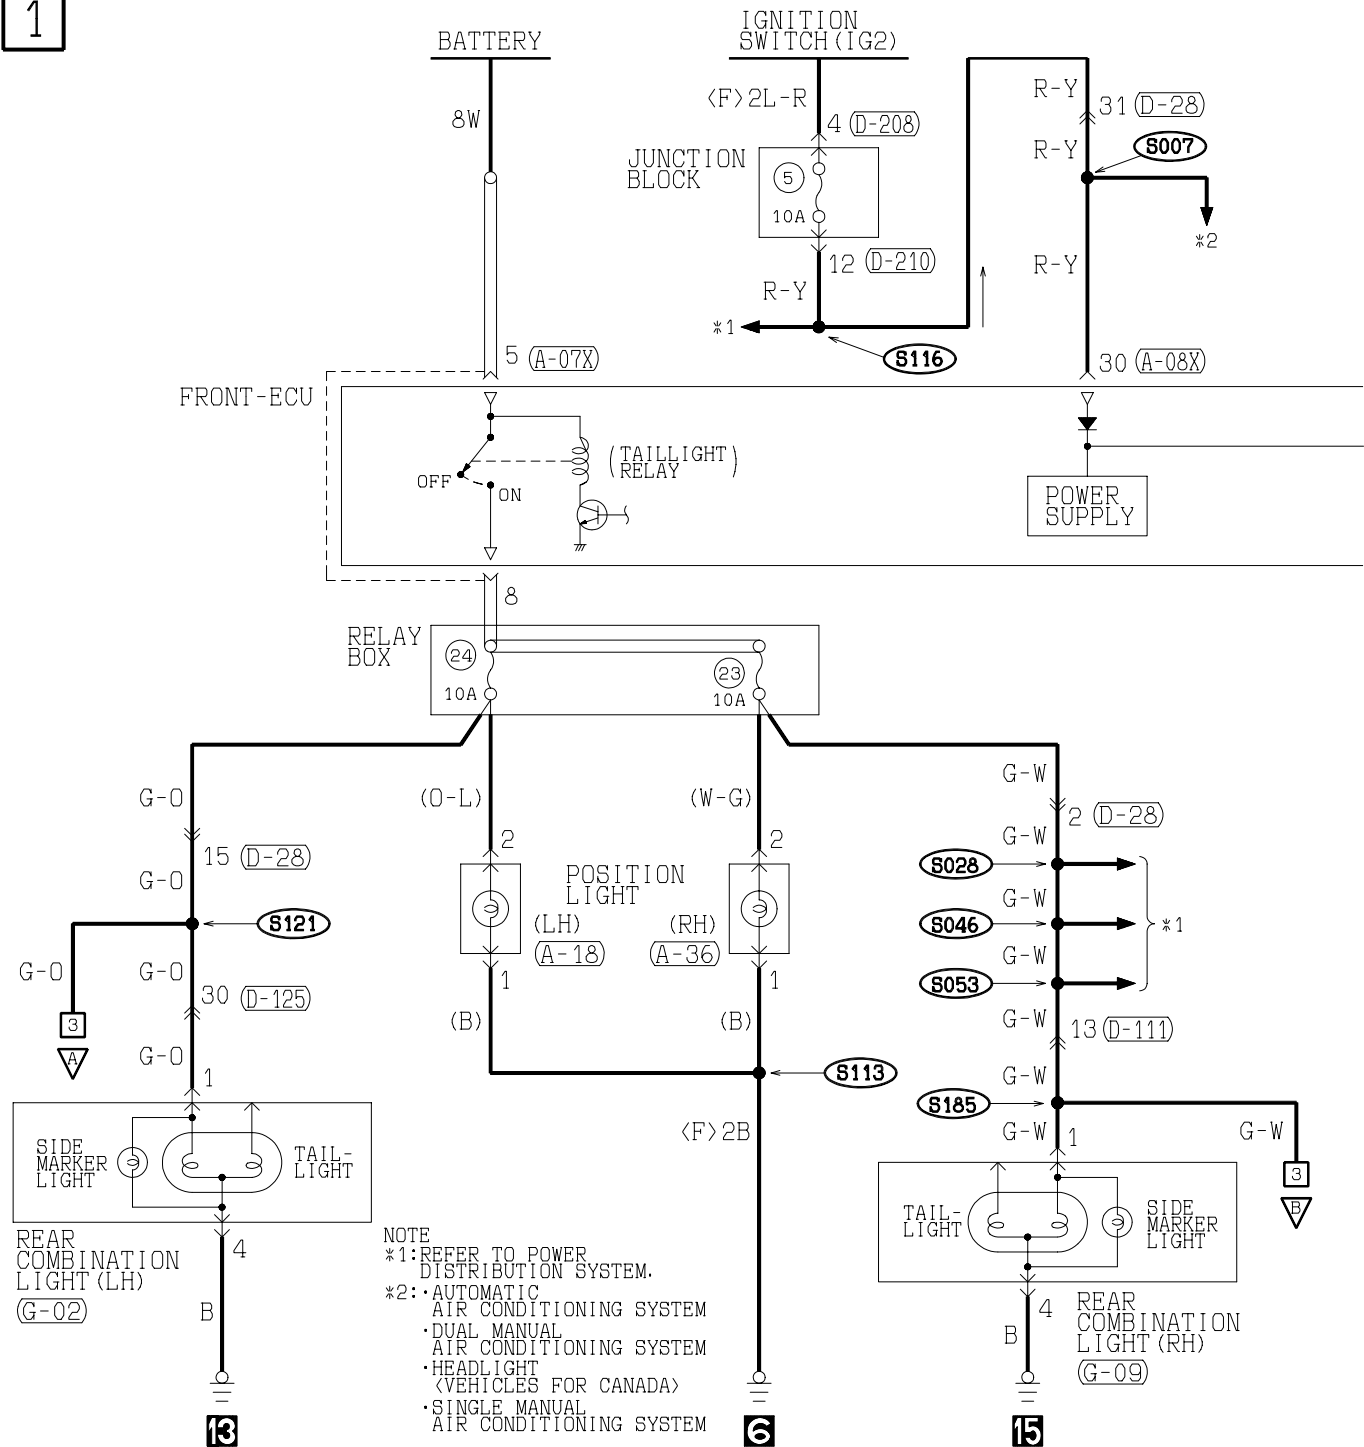 1
BATTERY
IGNITION
SWITCH(IG2)
8W
<F>2L-R
4 (D-208)
JUNCTION
BLOCK
5
10A
12 (D-210)
R-Y
*1
S116
R-Y
31 (D-28)
R-Y
S007
*2
R-Y
5 (A-07X)
30 (A-08X)
FRONT-ECU
OFF
ON
(TAILLIGHT
RELAY)
POWER
SUPPLY
8
RELAY
BOX
24
10A
23
10A
G-O
(O-L)
(W-G)
G-W
2 (D-28)
15 (D-28)
G-O
2
2
G-W
S028
POSITION
LIGHT
G-W
S121
(LH)
(A-18)
(RH)
(A-36)
S046
*1
G-O
G-O
G-W
30 (D-125)
1
1
S053
3
A
(B)
(B)
G-W
13 (D-111)
G-O
S113
G-W
1
S185
<F>2B
G-W
1
G-W
3
B
SIDE
MARKER
LIGHT
TAIL-
LIGHT
TAIL-
LIGHT
SIDE
MARKER
LIGHT
REAR
COMBINATION
LIGHT(LH)
(G-02)
4
B
13
NOTE
*1:REFER TO POWER
DISTRIBUTION SYSTEM.
*2:·AUTOMATIC
AIR CONDITIONING SYSTEM
·DUAL MANUAL
AIR CONDITIONING SYSTEM
·HEADLIGHT
<VEHICLES FOR CANADA>
·SINGLE MANUAL
AIR CONDITIONING SYSTEM
6
4
B
15
REAR
COMBINATION
LIGHT(RH)
(G-09)